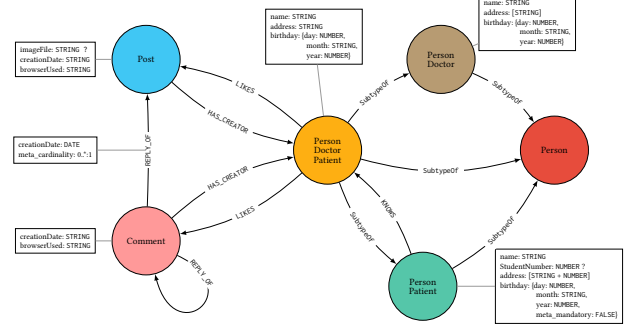 name: STRING
address: STRING
birthday: {day: NUMBER,
month: STRING,
year: NUMBER}
name: STRING
address: [STRING]
birthday: {day: NUMBER,
month: STRING,
year: NUMBER}
imageFile: STRING ?
creationDate: STRING
browserUsed: STRING
Post
Person
Doctor
LIKES
SubtypeOf
SubtypeOf
HAS_CREATOR
creationDate: DATE
meta_cardinality: 0..*:1
REPLY_OF
Person
Doctor
Patient
Person
SubtypeOf
HAS_CREATOR
KNOWS
LIKES
SubtypeOf
SubtypeOf
creationDate: STRING
browserUsed: STRING
Comment
REPLY_OF
Person
Patient
name: STRING
StudentNumber: NUMBER ?
address: [STRING + NUMBER]
birthday: {day: NUMBER,
month: STRING,
year: NUMBER,
meta_mandatory: FALSE}